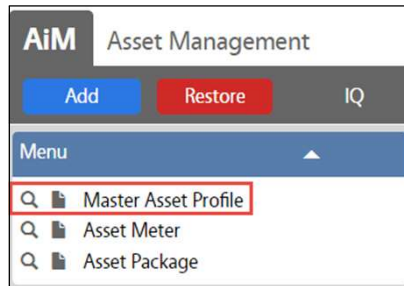 AiM Asset Management
Add Restore IQ
Menu
Master Asset Profile
Asset Meter
Asset Package